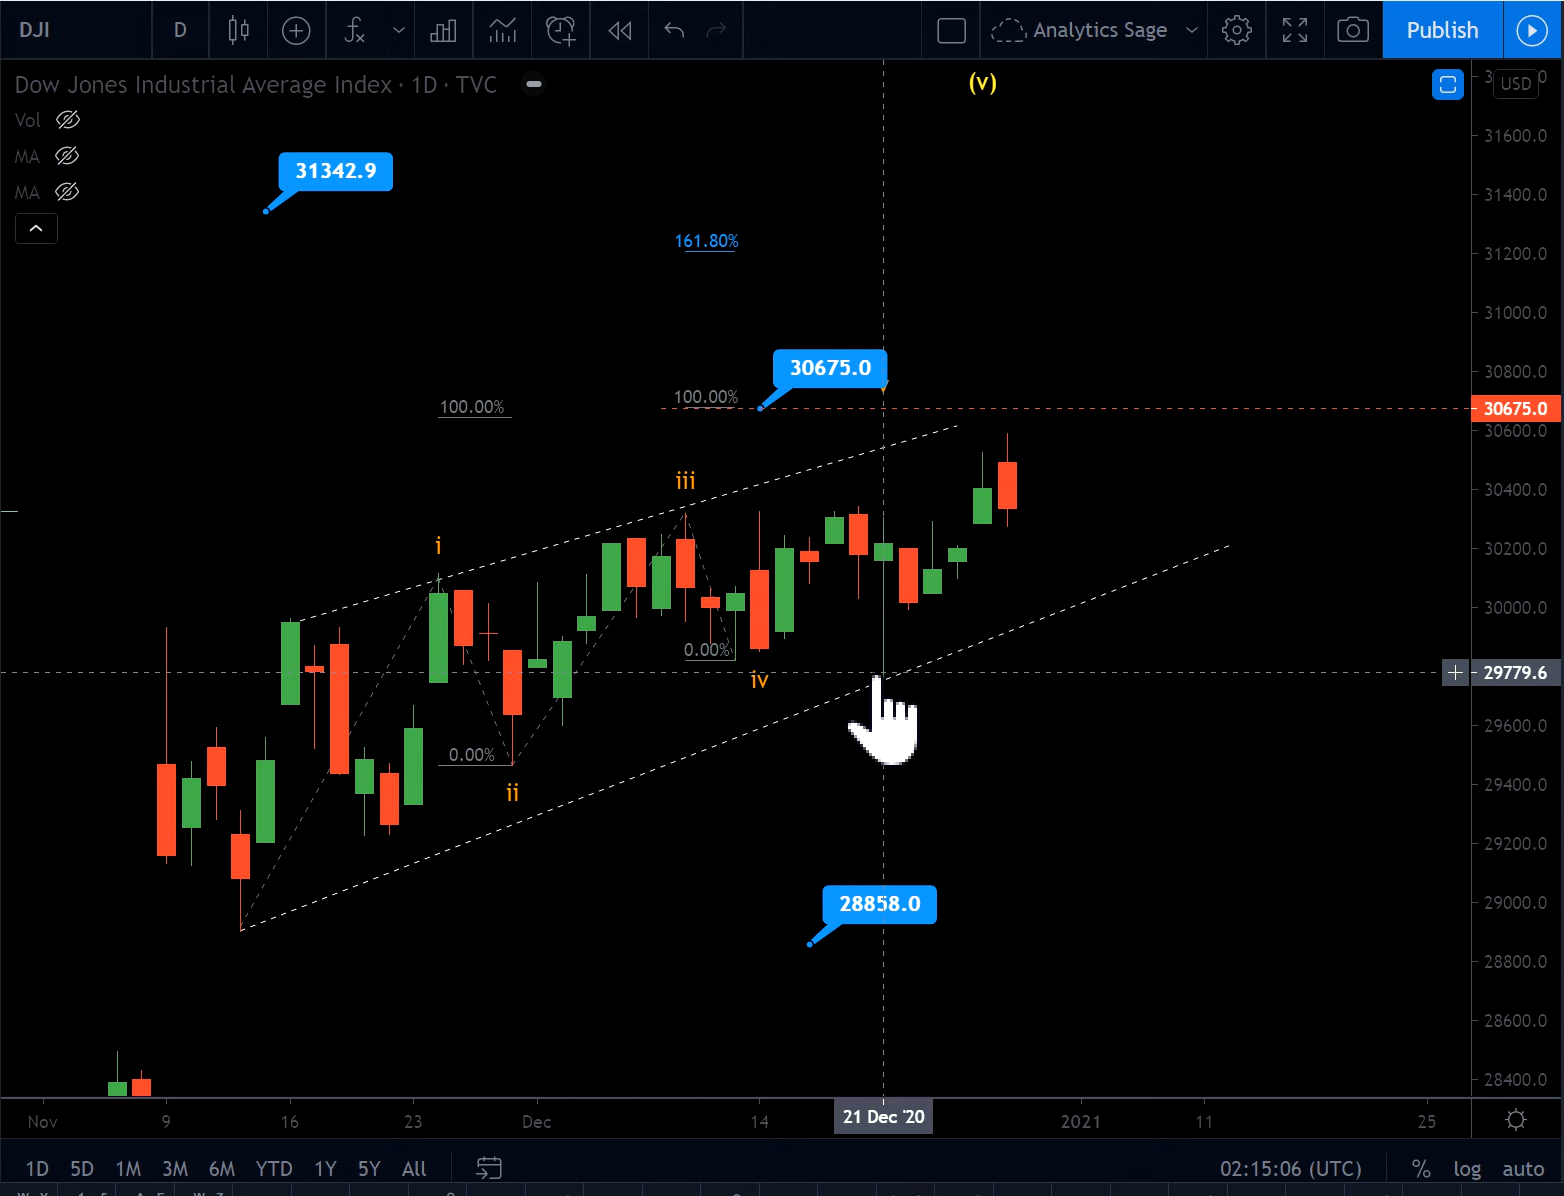 DJI D Analytics Sage Publish
Dow Jones Industrial Average Index · 1D · TVC
(v)
USD
Vol
MA
MA
31342.9
161.80%
30675.0
100.00%
100.00%
iii
i
iv
0.00%
0.00%
ii
28858.0
31600.0
31400.0
31200.0
31000.0
30800.0
30675.0
30600.0
30400.0
30200.0
30000.0
29779.6
29600.0
29400.0
29200.0
29000.0
28800.0
28600.0
28400.0
Nov 9 16 23 Dec 14 21 Dec '20 2021 11 25
1D 5D 1M 3M 6M YTD 1Y 5Y All 02:15:06 (UTC) % log auto